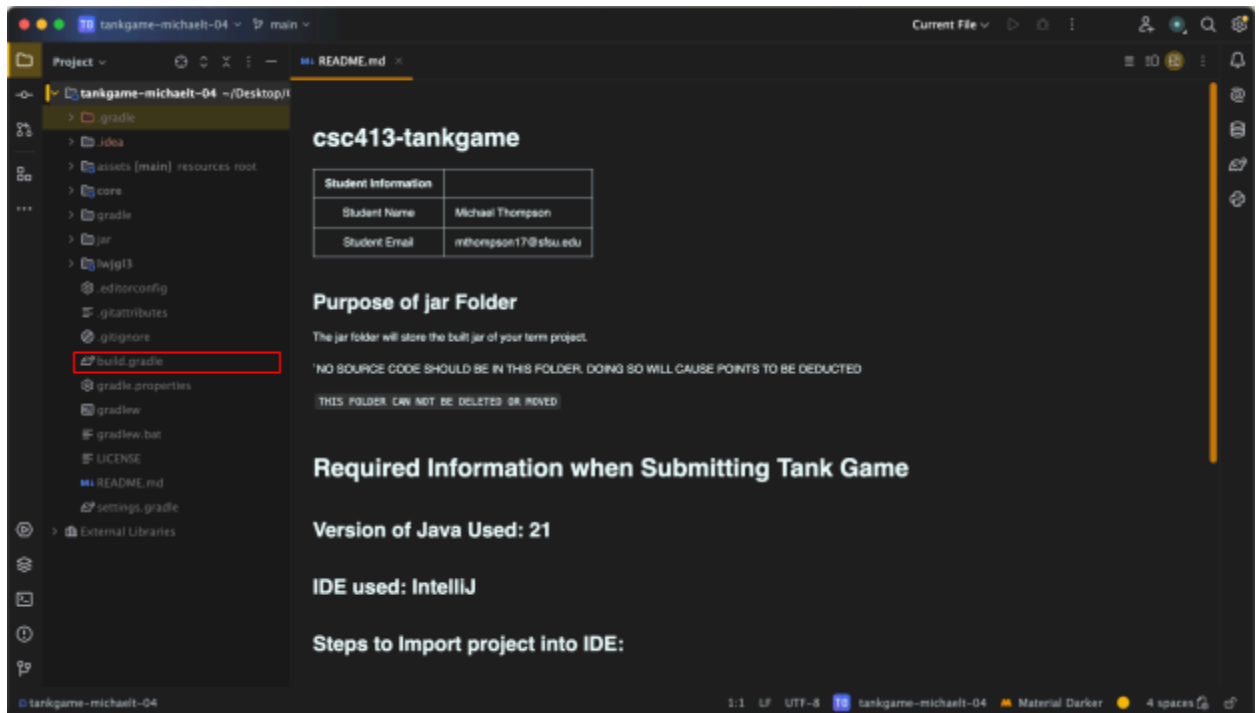 TB tankgame-michaelt-04 main Current File
Project README.md
tankgame-michaelt-04 ~/Desktop/t
.gradle
.idea
assets [main] resources root
core
gradle
jar
lwjgl3
.editorconfig
.gitattributes
.gitignore
build.gradle
gradle.properties
gradlew
gradlew.bat
LICENSE
README.md
settings.gradle
External Libraries
csc413-tankgame
Student Information
Student Name Michael Thompson
Student Email mthompson17@sfsu.edu
Purpose of jar Folder
The jar folder will store the built jar of your term project.
`NO SOURCE CODE SHOULD BE IN THIS FOLDER. DOING SO WILL CAUSE POINTS TO BE DEDUCTED
THIS FOLDER CAN NOT BE DELETED OR MOVED
Required Information when Submitting Tank Game
Version of Java Used: 21
IDE used: IntelliJ
Steps to Import project into IDE:
tankgame-michaelt-04 1:1 LF UTF-8 TB tankgame-michaelt-04 Material Darker 4 spaces